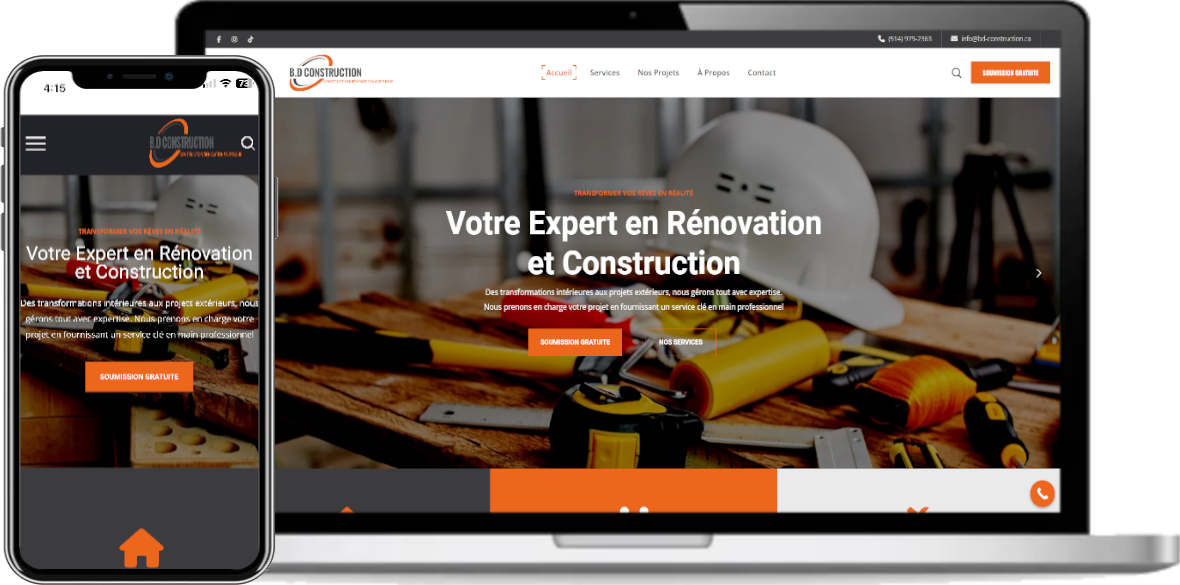 4:15
73
B.D CONSTRUCTION
TRANSFORMER VOS RÊVES EN RÉALITÉ
Votre Expert en Rénovation
et Construction
Des transformations intérieures aux projets extérieurs, nous
gérons tout avec expertise. Nous prenons en charge votre
projet en fournissant un service clé en main professionnel
SOUMISSION GRATUITE
(514) 975-2363 info@bd-construction.ca
B.D CONSTRUCTION
Accueil Services Nos Projets À Propos Contact
SOUMISSION GRATUITE
TRANSFORMER VOS RÊVES EN RÉALITÉ
Votre Expert en Rénovation
et Construction
Des transformations intérieures aux projets extérieurs, nous gérons tout avec expertise.
Nous prenons en charge votre projet en fournissant un service clé en main professionnel
SOUMISSION GRATUITE NOS SERVICES